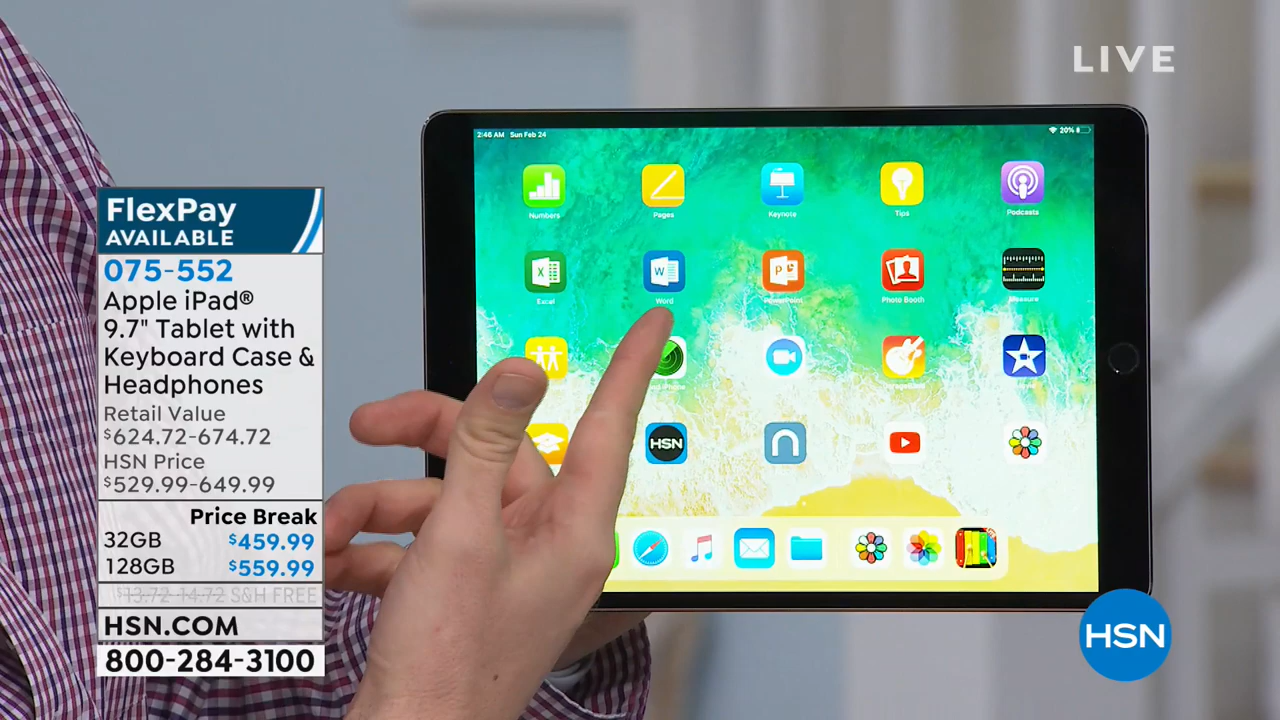 LIVE
2:46 AM Sun Feb 24
20%
Numbers
Pages
Keynote
Tips
Podcasts
Excel
Word
PowerPoint
Photo Booth
Measure
HSN
FlexPay
AVAILABLE
075-552
Apple iPad®
9.7" Tablet with
Keyboard Case &
Headphones
Retail Value
$624.72-674.72
HSN Price
$529.99-649.99
Price Break
32GB $459.99
128GB $559.99
$13.72-14.72 S&H FREE
HSN.COM
800-284-3100
HSN